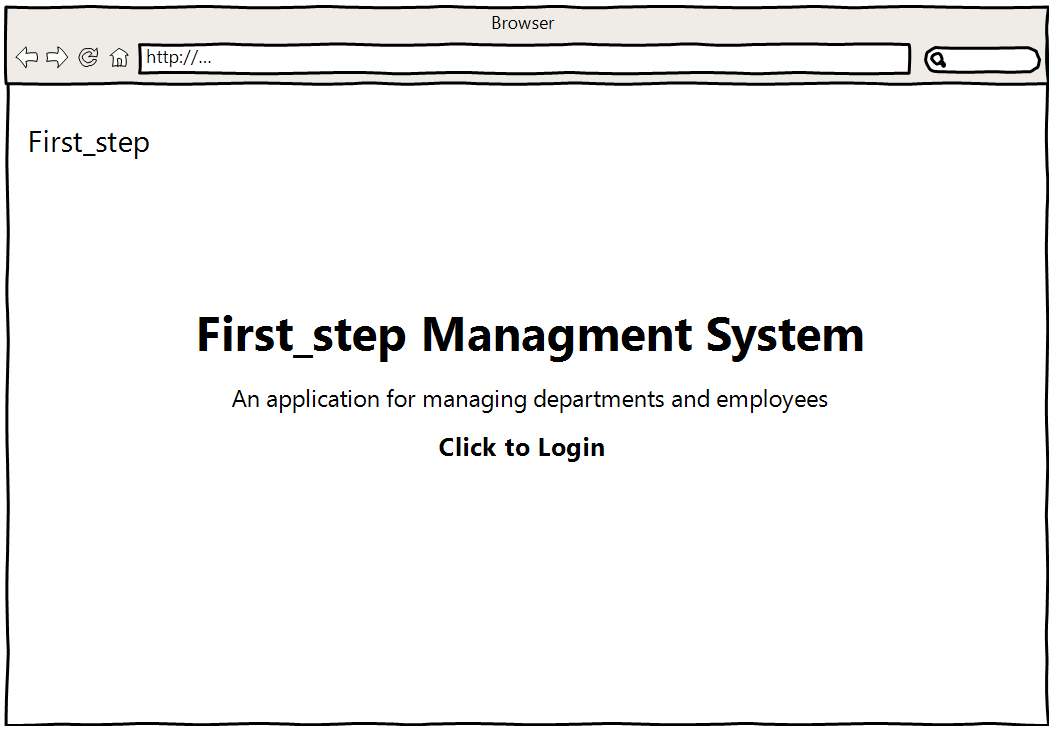 Browser
http://...
First_step
First_step Managment System
An application for managing departments and employees
Click to Login